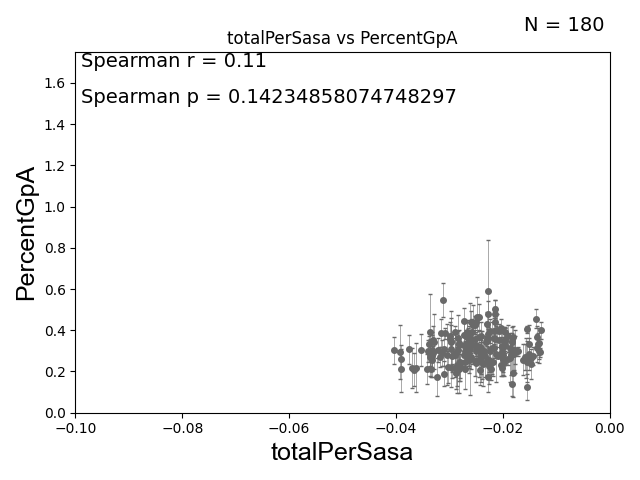 N = 180
totalPerSasa vs PercentGpA
Spearman r = 0.11
Spearman p = 0.14234858074748297
PercentGpA
1.6
1.4
1.2
1.0
0.8
0.6
0.4
0.2
0.0
−0.10 −0.08 −0.06 −0.04 −0.02 0.00
totalPerSasa